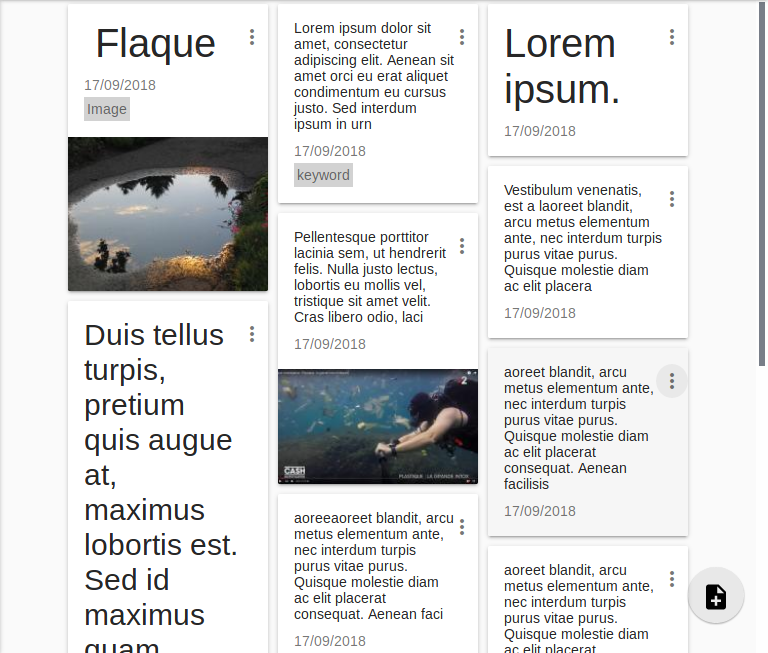 Flaque
17/09/2018
Image
Duis tellus
turpis,
pretium
quis augue
at,
maximus
lobortis est.
Sed id
maximus
quam
Lorem ipsum dolor sit
amet, consectetur
adipiscing elit. Aenean sit
amet orci eu erat aliquet
condimentum eu cursus
justo. Sed interdum
ipsum in urn
17/09/2018
keyword
Pellentesque porttitor
lacinia sem, ut hendrerit
felis. Nulla justo lectus,
lobortis eu mollis vel,
tristique sit amet velit.
Cras libero odio, laci
17/09/2018
2
CASH
PLASTIQUE : LA GRANDE INTOX
aoreeaoreet blandit, arcu
metus elementum ante,
nec interdum turpis
purus vitae purus.
Quisque molestie diam
ac elit placerat
consequat. Aenean faci
17/09/2018
Lorem
ipsum.
17/09/2018
Vestibulum venenatis,
est a laoreet blandit,
arcu metus elementum
ante, nec interdum turpis
purus vitae purus.
Quisque molestie diam
ac elit placera
17/09/2018
aoreet blandit, arcu
metus elementum ante,
nec interdum turpis
purus vitae purus.
Quisque molestie diam
ac elit placerat
consequat. Aenean
facilisis
17/09/2018
aoreet blandit, arcu
metus elementum ante,
nec interdum turpis
purus vitae purus.
Quisque molestie diam
ac elit placerat